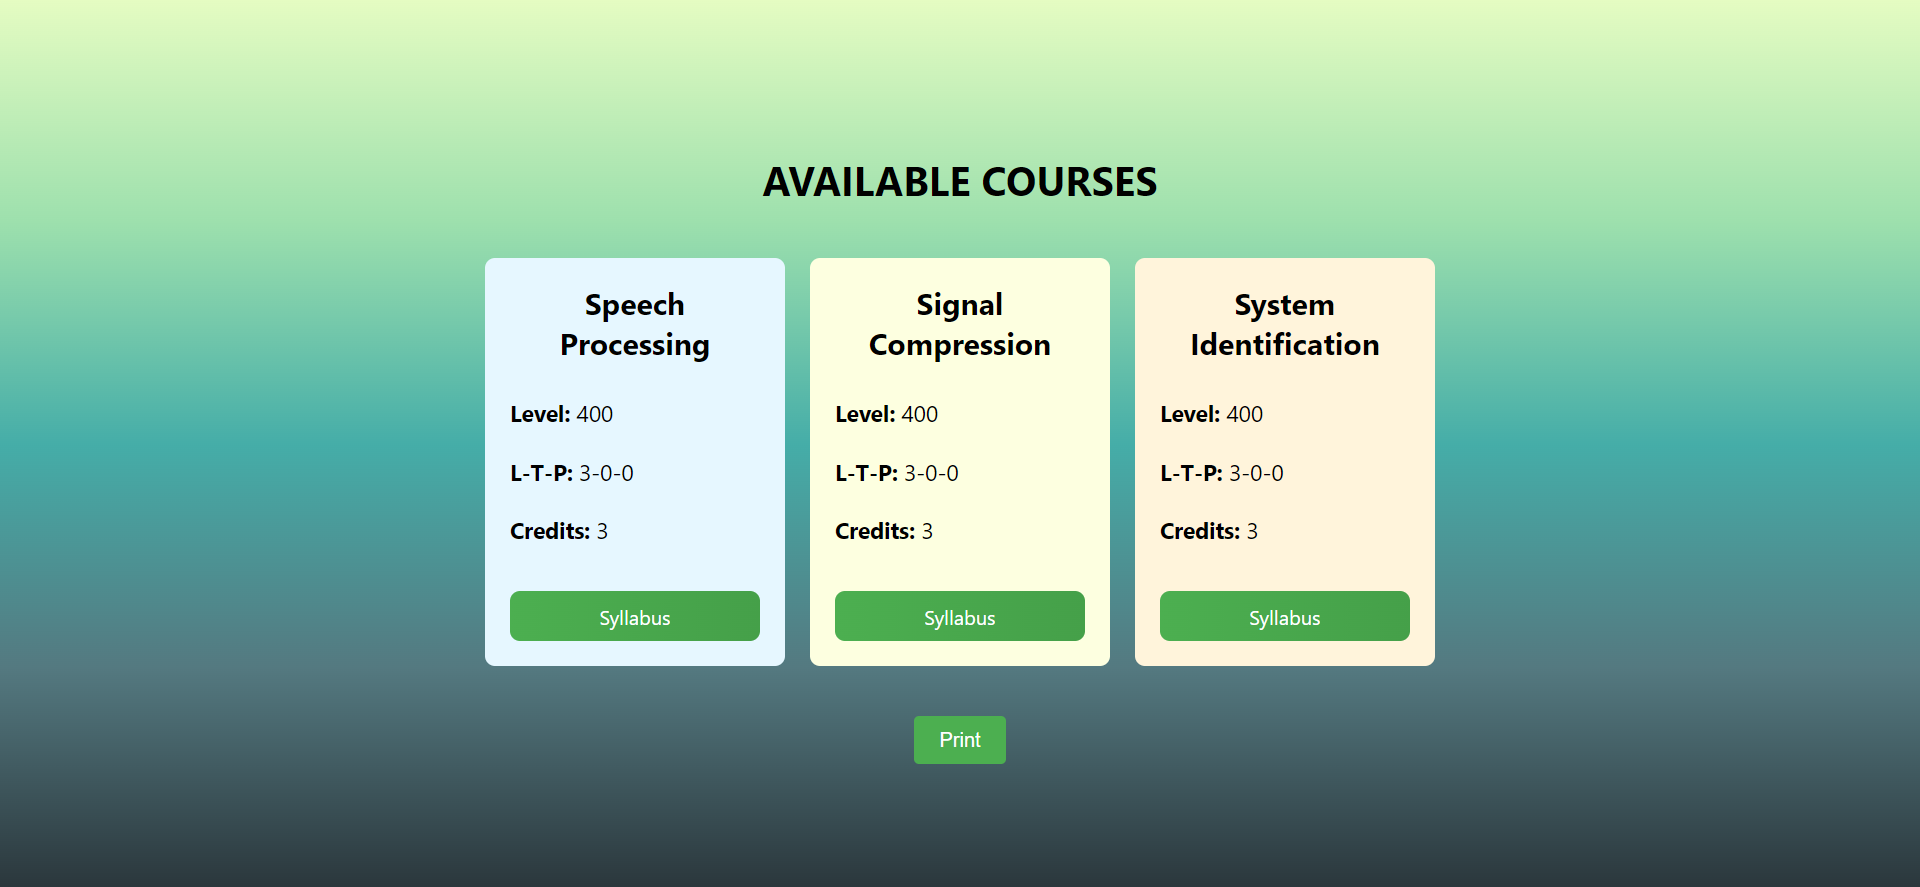 AVAILABLE COURSES
Speech
Processing
Level: 400
L-T-P: 3-0-0
Credits: 3
Syllabus
Signal
Compression
Level: 400
L-T-P: 3-0-0
Credits: 3
Syllabus
System
Identification
Level: 400
L-T-P: 3-0-0
Credits: 3
Syllabus
Print